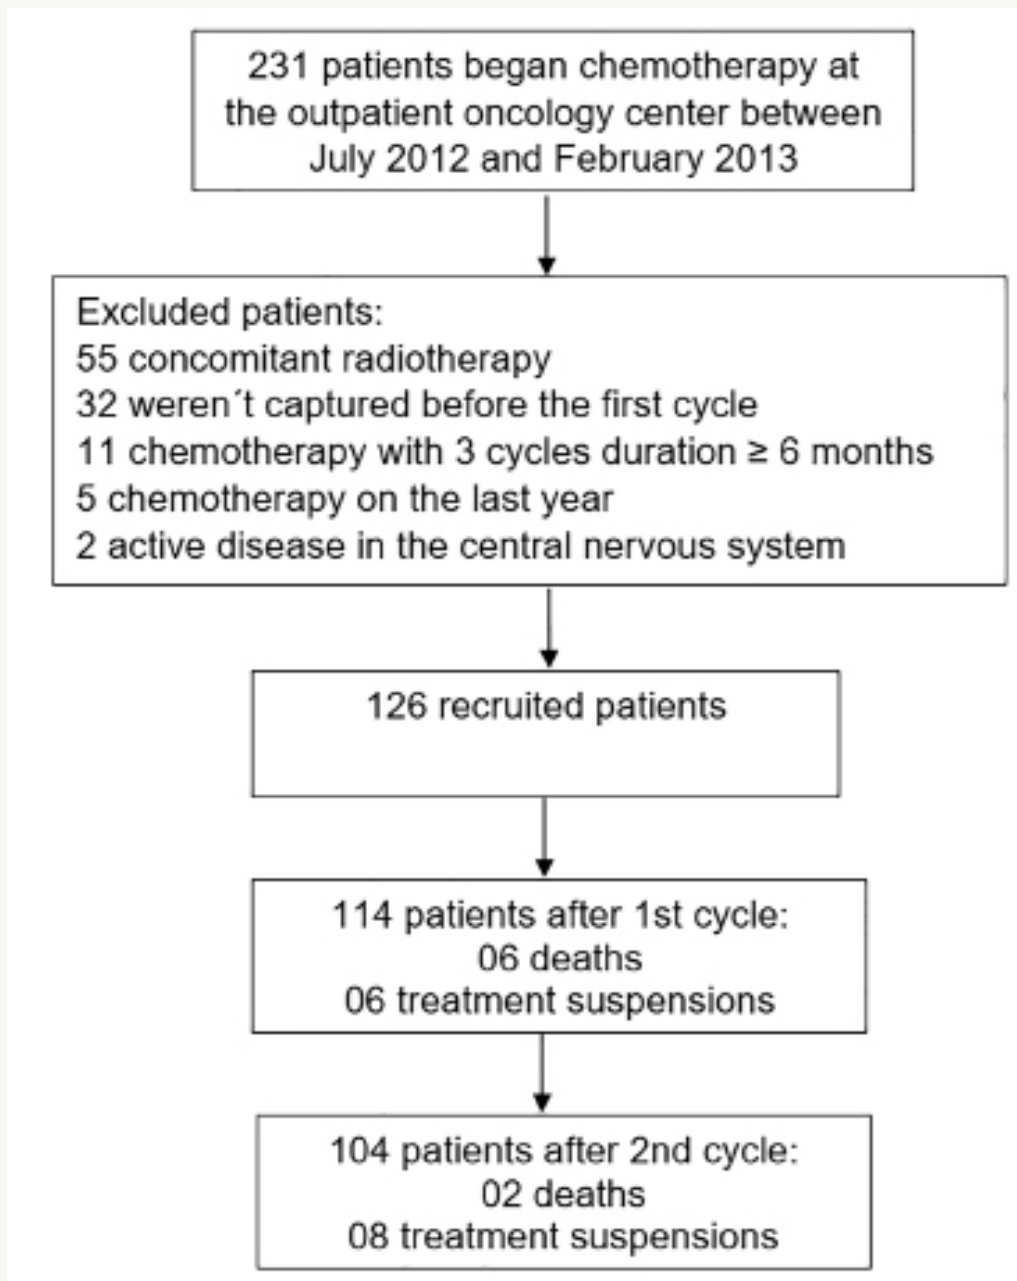 231 patients began chemotherapy at
the outpatient oncology center between
July 2012 and February 2013
Excluded patients:
55 concomitant radiotherapy
32 weren´t captured before the first cycle
11 chemotherapy with 3 cycles duration ≥ 6 months
5 chemotherapy on the last year
2 active disease in the central nervous system
126 recruited patients
114 patients after 1st cycle:
06 deaths
06 treatment suspensions
104 patients after 2nd cycle:
02 deaths
08 treatment suspensions